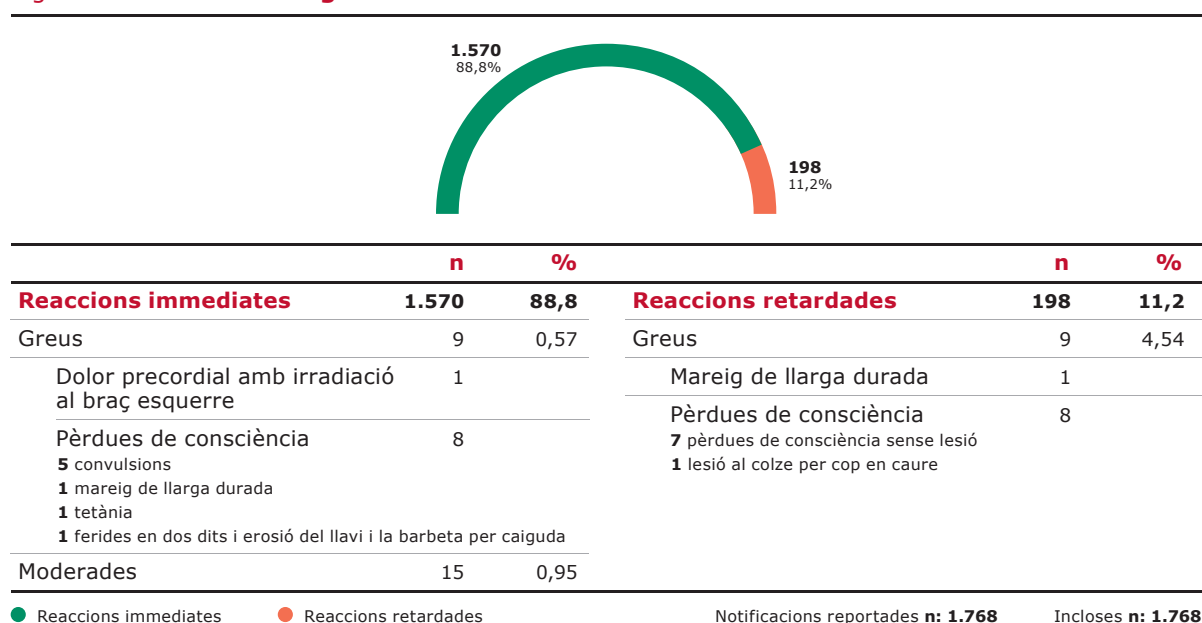 1.570
88,8%
198
11,2%
n %
Reaccions immediates 1.570 88,8
Greus 9 0,57
Dolor precordial amb irradiació 1
al braç esquerre
Pèrdues de consciència 8
5 convulsions
1 mareig de llarga durada
1 tetània
1 ferides en dos dits i erosió del llavi i la barbeta per caiguda
Moderades 15 0,95
n %
Reaccions retardades 198 11,2
Greus 9 4,54
Mareig de llarga durada 1
Pèrdues de consciència 8
7 pèrdues de consciència sense lesió
1 lesió al colze per cop en caure
Reaccions immediates Reaccions retardades Notificacions reportades n: 1.768 Incloses n: 1.768